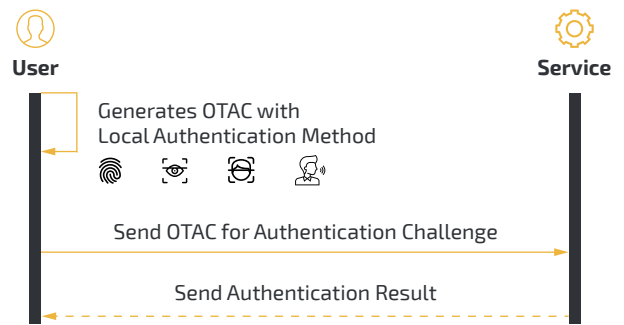 User
Service
Generates OTAC with
Local Authentication Method
Send OTAC for Authentication Challenge
Send Authentication Result